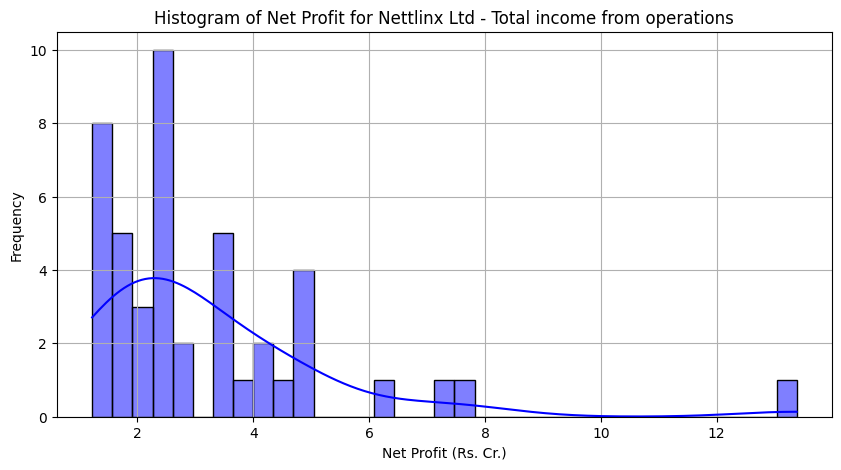 Histogram of Net Profit for Nettlinx Ltd - Total income from operations
10
8
6
4
2
0
Frequency
2 4 6 8 10 12
Net Profit (Rs. Cr.)